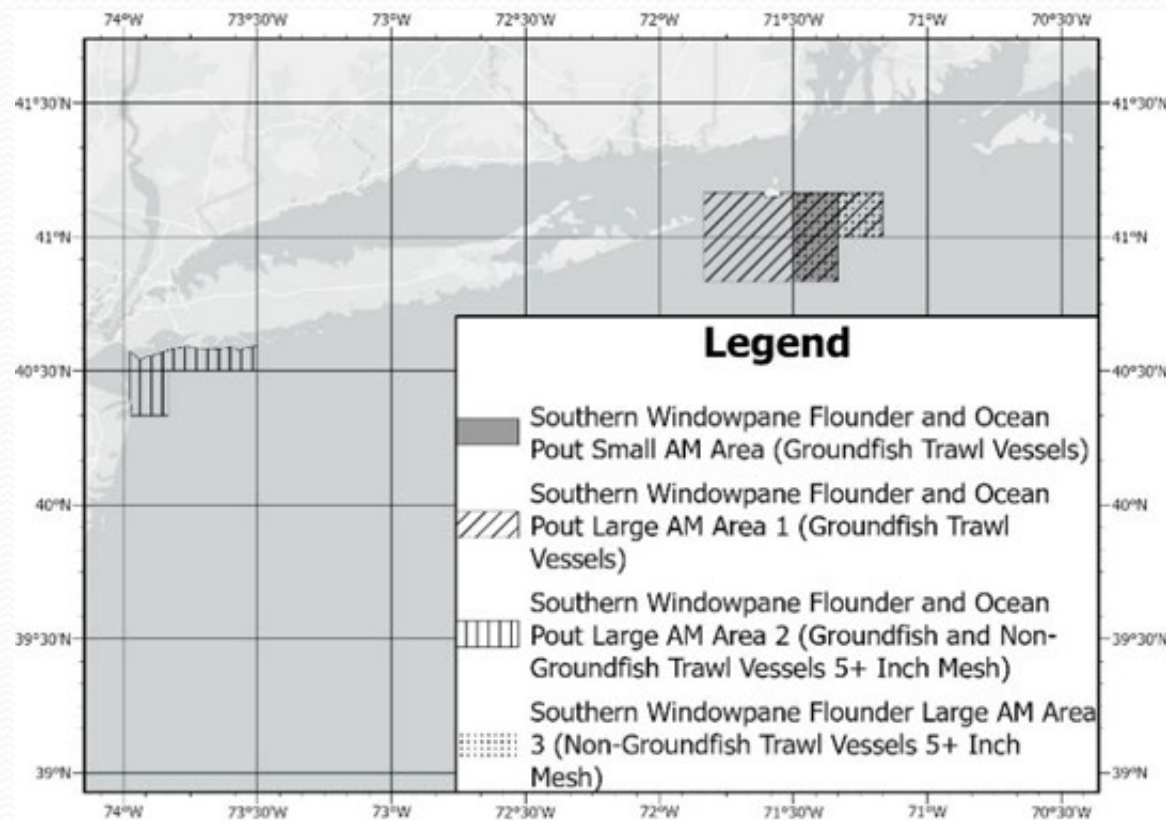 74°W 73°30'W 73°W 72°30'W 72°W 71°30'W 71°W 70°30'W
41°30'N 41°30'N
41°N 41°N
40°30'N 40°30'N
40°N 40°N
39°30'N 39°30'N
39°N 39°N
Legend
Southern Windowpane Flounder and Ocean
Pout Small AM Area (Groundfish Trawl Vessels)
Southern Windowpane Flounder and Ocean
Pout Large AM Area 1 (Groundfish Trawl
Vessels)
Southern Windowpane Flounder and Ocean
Pout Large AM Area 2 (Groundfish and Non-
Groundfish Trawl Vessels 5+ Inch Mesh)
Southern Windowpane Flounder Large AM Area
3 (Non-Groundfish Trawl Vessels 5+ Inch
Mesh)
74°W 73°30'W 73°W 72°30'W 72°W 71°30'W 71°W 70°30'W